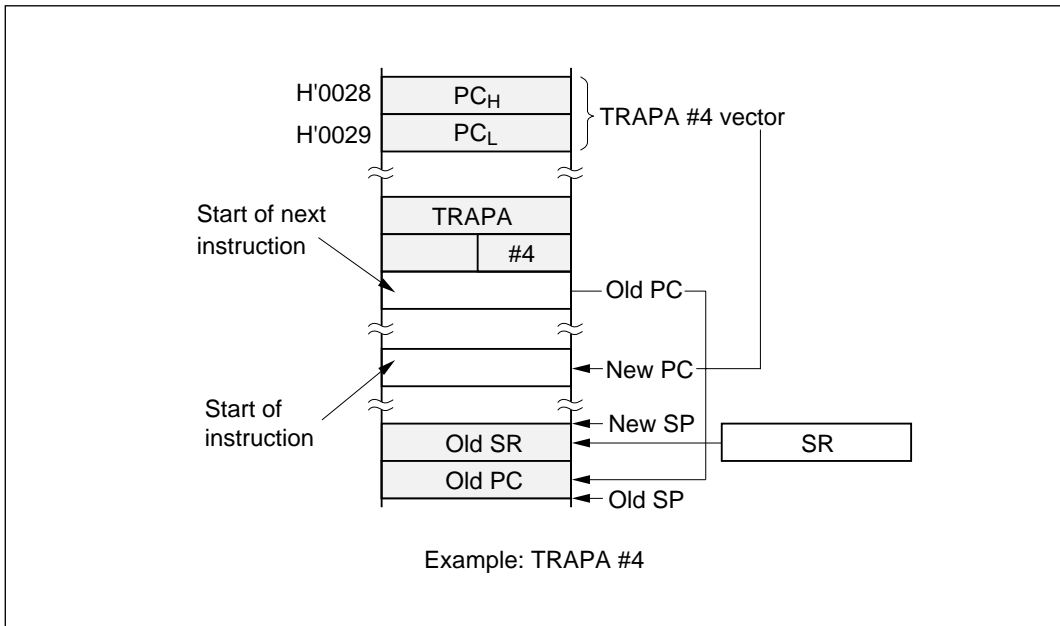 H'0028
PCH
H'0029
PCL
TRAPA #4 vector
Start of next
instruction
TRAPA
#4
Old PC
New PC
Start of
instruction
New SP
Old SR
SR
Old PC
Old SP
Example: TRAPA #4